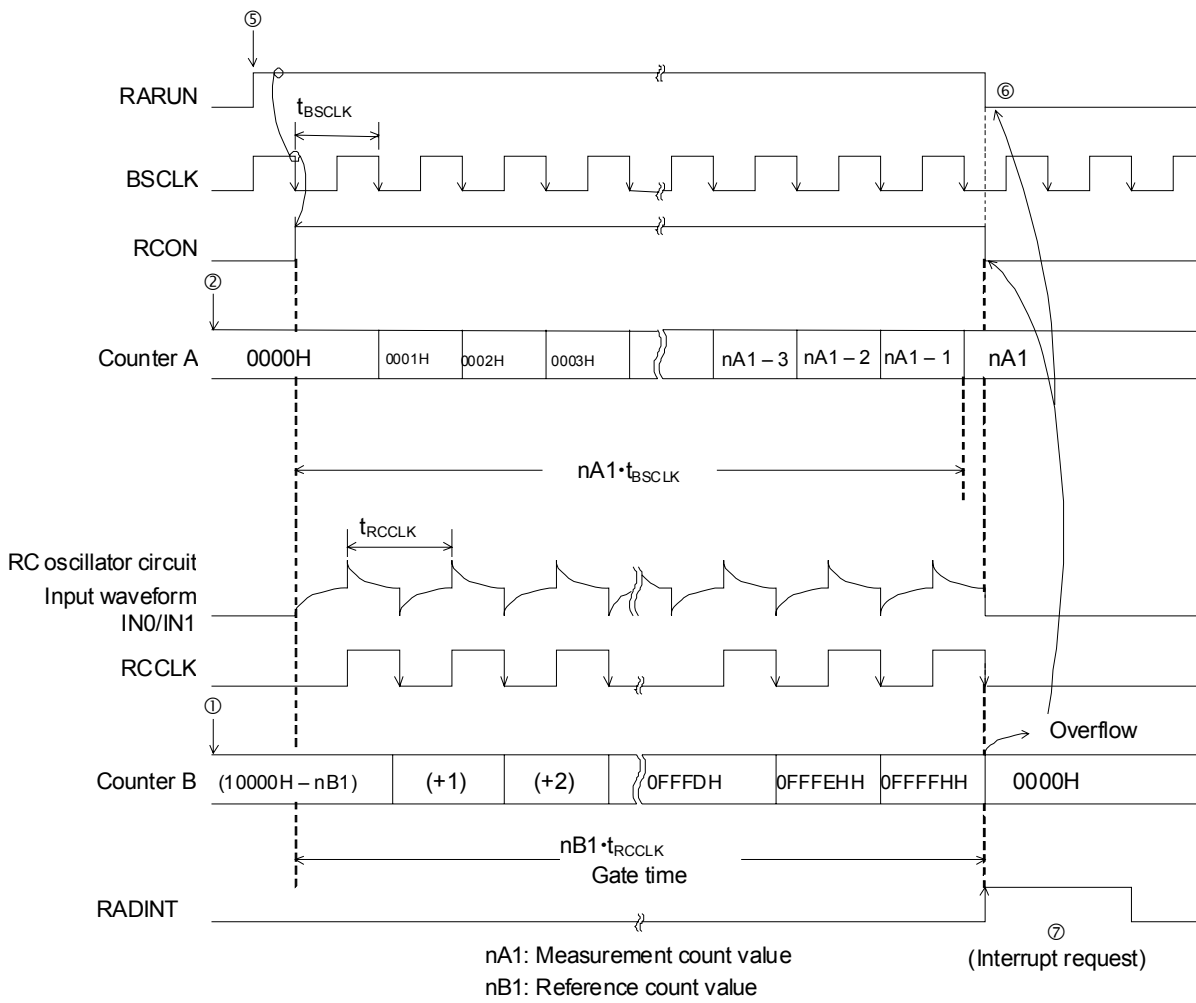 ⑤
RARUN
⑥
tBSCLK
BSCLK
RCON
②
Counter A 0000H 0001H 0002H 0003H nA1 – 3 nA1 – 2 nA1 – 1 nA1
nA1•tBSCLK
tRCCLK
RC oscillator circuit
Input waveform
IN0/IN1
RCCLK
①
Overflow
Counter B (10000H – nB1) (+1) (+2) 0FFFDH 0FFFEHH 0FFFFHH 0000H
nB1•tRCCLK
Gate time
RADINT
⑦
(Interrupt request)
nA1: Measurement count value
nB1: Reference count value